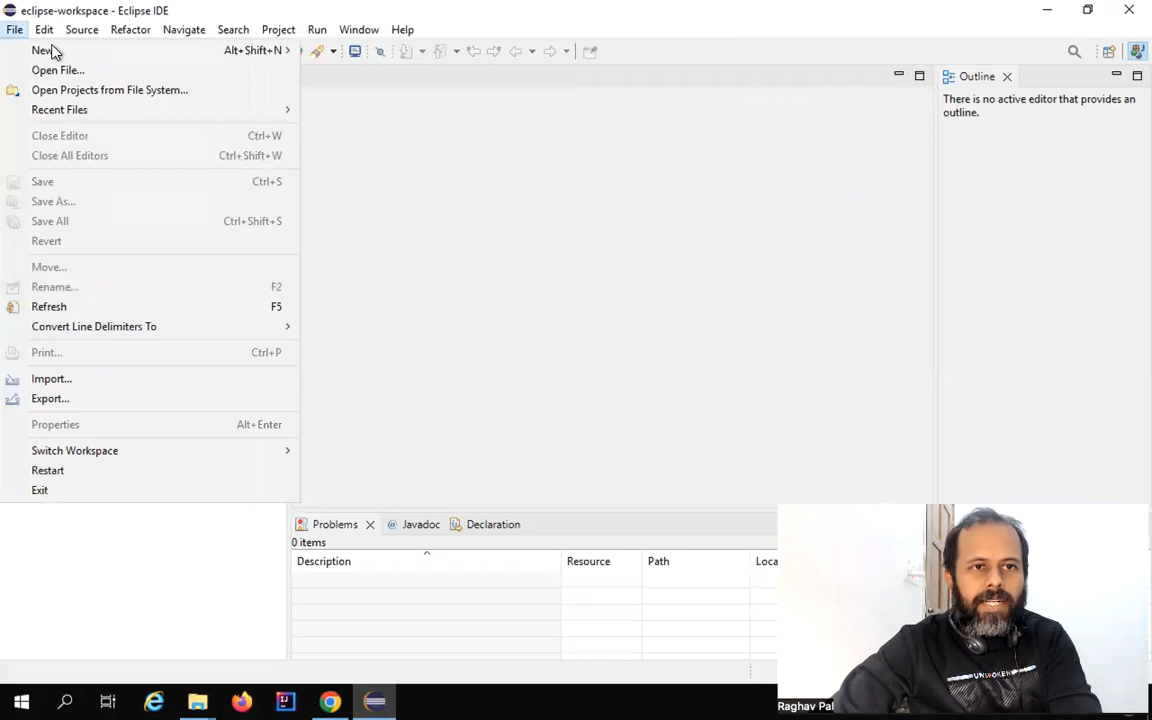 eclipse-workspace - Eclipse IDE
File Edit Source Refactor Navigate Search Project Run Window Help
New Alt+Shift+N
Open File...
Open Projects from File System...
Recent Files
Close Editor Ctrl+W
Close All Editors Ctrl+Shift+W
Save Ctrl+S
Save As...
Save All Ctrl+Shift+S
Revert
Move...
Rename... F2
Refresh F5
Convert Line Delimiters To
Print... Ctrl+P
Import...
Export...
Properties Alt+Enter
Switch Workspace
Restart
Exit
Outline
There is no active editor that provides an
outline.
Problems @ Javadoc Declaration
0 items
Description Resource Path Loca
UNSPOKEN
Raghav Pal